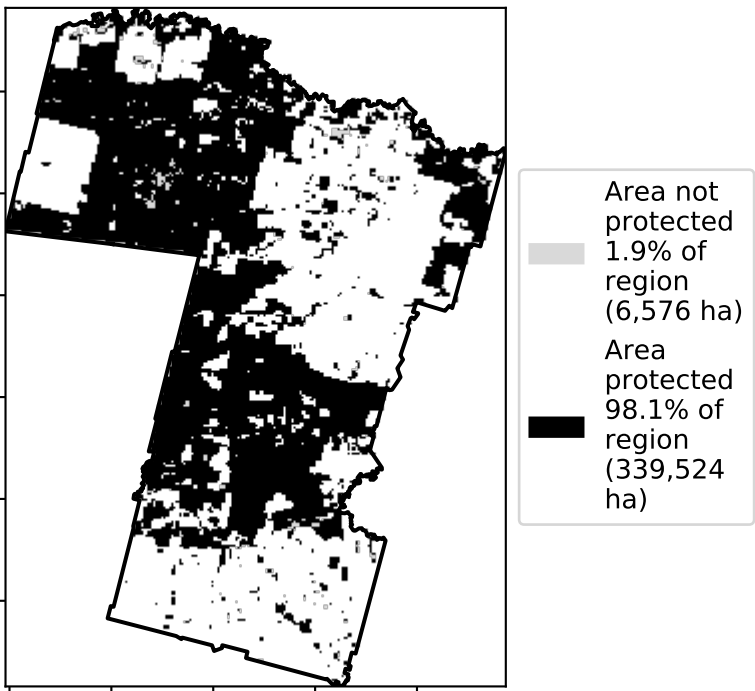 Area not
protected
1.9% of
region
(6,576 ha)
Area
protected
98.1% of
region
(339,524
ha)